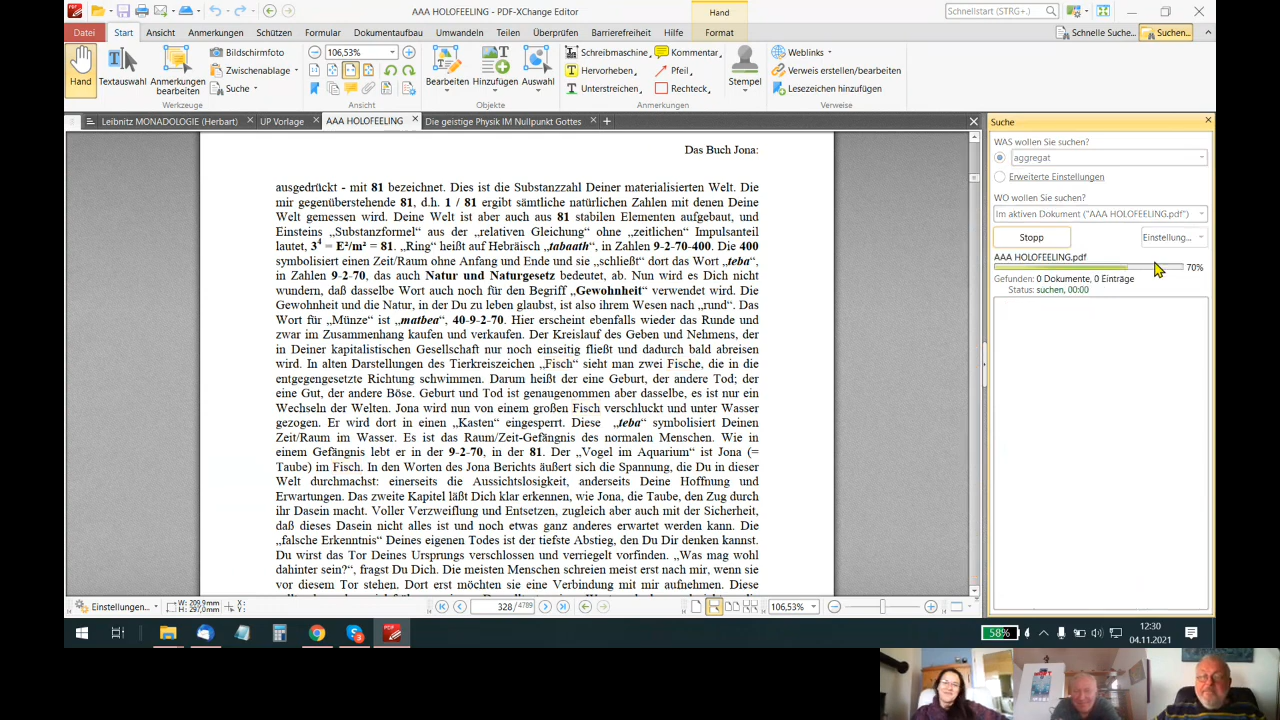 AAA HOLOFEELING - PDF-XChange Editor
Hand
Schnellstart (STRG+.)
Datei
Start
Ansicht
Anmerkungen
Schützen
Formular
Dokumentaufbau
Umwandeln
Teilen
Überprüfen
Barrierefreiheit
Hilfe
Format
Schnelle Suche...
Suchen...
Hand
Textauswahl
Anmerkungen bearbeiten
Bildschirmfoto
Zwischenablage
Suche
Werkzeuge
106,53%
Ansicht
Bearbeiten
Hinzufügen
Auswahl
Objekte
Schreibmaschine
Hervorheben
Unterstreichen
Kommentar
Pfeil
Rechteck
Stempel
Anmerkungen
Weblinks
Verweis erstellen/bearbeiten
Lesezeichen hinzufügen
Verweise
Leibnitz MONADOLOGIE (Herbart)
UP Vorlage
AAA HOLOFEELING
Die geistige Physik IM Nullpunkt Gottes
Das Buch Jona:
ausgedrückt - mit 81 bezeichnet. Dies ist die Substanzzahl Deiner materialisierten Welt. Die
mir gegenüberstehende 81, d.h. 1 / 81 ergibt sämtliche natürlichen Zahlen mit denen Deine
Welt gemessen wird. Deine Welt ist aber auch aus 81 stabilen Elementen aufgebaut, und
Einsteins „Substanzformel“ aus der „relativen Gleichung“ ohne „zeitlichen“ Impulsanteil
lautet, 3⁴ = E²/m² = 81. „Ring“ heißt auf Hebräisch „tabaath“, in Zahlen 9-2-70-400. Die 400
symbolisiert einen Zeit/Raum ohne Anfang und Ende und sie „schließt“ dort das Wort „teba“,
in Zahlen 9-2-70, das auch Natur und Naturgesetz bedeutet, ab. Nun wird es Dich nicht
wundern, daß dasselbe Wort auch noch für den Begriff „Gewohnheit“ verwendet wird. Die
Gewohnheit und die Natur, in der Du zu leben glaubst, ist also ihrem Wesen nach „rund“. Das
Wort für „Münze“ ist „matbea“, 40-9-2-70. Hier erscheint ebenfalls wieder das Runde und
zwar im Zusammenhang kaufen und verkaufen. Der Kreislauf des Geben und Nehmens, der
in Deiner kapitalistischen Gesellschaft nur noch einseitig fließt und dadurch bald abreisen
wird. In alten Darstellungen des Tierkreiszeichen „Fisch“ sieht man zwei Fische, die in die
entgegengesetzte Richtung schwimmen. Darum heißt der eine Geburt, der andere Tod; der
eine Gut, der andere Böse. Geburt und Tod ist genaugenommen aber dasselbe, es ist nur ein
Wechseln der Welten. Jona wird nun von einem großen Fisch verschluckt und unter Wasser
gezogen. Er wird dort in einen „Kasten“ eingesperrt. Diese „teba“ symbolisiert Deinen
Zeit/Raum im Wasser. Es ist das Raum/Zeit-Gefängnis des normalen Menschen. Wie in
einem Gefängnis lebt er in der 9-2-70, in der 81. Der „Vogel im Aquarium“ ist Jona (=
Taube) im Fisch. In den Worten des Jona Berichts äußert sich die Spannung, die Du in dieser
Welt durchmachst: einerseits die Aussichtslosigkeit, anderseits Deine Hoffnung und
Erwartungen. Das zweite Kapitel läßt Dich klar erkennen, wie Jona, die Taube, den Zug durch
ihr Dasein macht. Voller Verzweiflung und Entsetzen, zugleich aber auch mit der Sicherheit,
daß dieses Dasein nicht alles ist und noch etwas ganz anderes erwartet werden kann. Die
„falsche Erkenntnis“ Deines eigenen Todes ist der tiefste Abstieg, den Du Dir denken kannst.
Du wirst das Tor Deines Ursprungs verschlossen und verriegelt vorfinden. „Was mag wohl
dahinter sein?“, fragst Du Dich. Die meisten Menschen schreien meist erst nach mir, wenn sie
vor diesem Tor stehen. Dort erst möchten sie eine Verbindung mit mir aufnehmen. Diese
Suche
WAS wollen Sie suchen?
aggregat
Erweiterte Einstellungen
WO wollen Sie suchen?
Im aktiven Dokument ("AAA HOLOFEELING.pdf")
Stopp
Einstellung...
AAA HOLOFEELING.pdf
70%
Gefunden: 0 Dokumente, 0 Einträge
Status: suchen, 00:00
Einstellungen...
W: 209,9mm
H: 297,0mm
X:
Y:
328 / 4789
106,53%
58%
12:30
04.11.2021